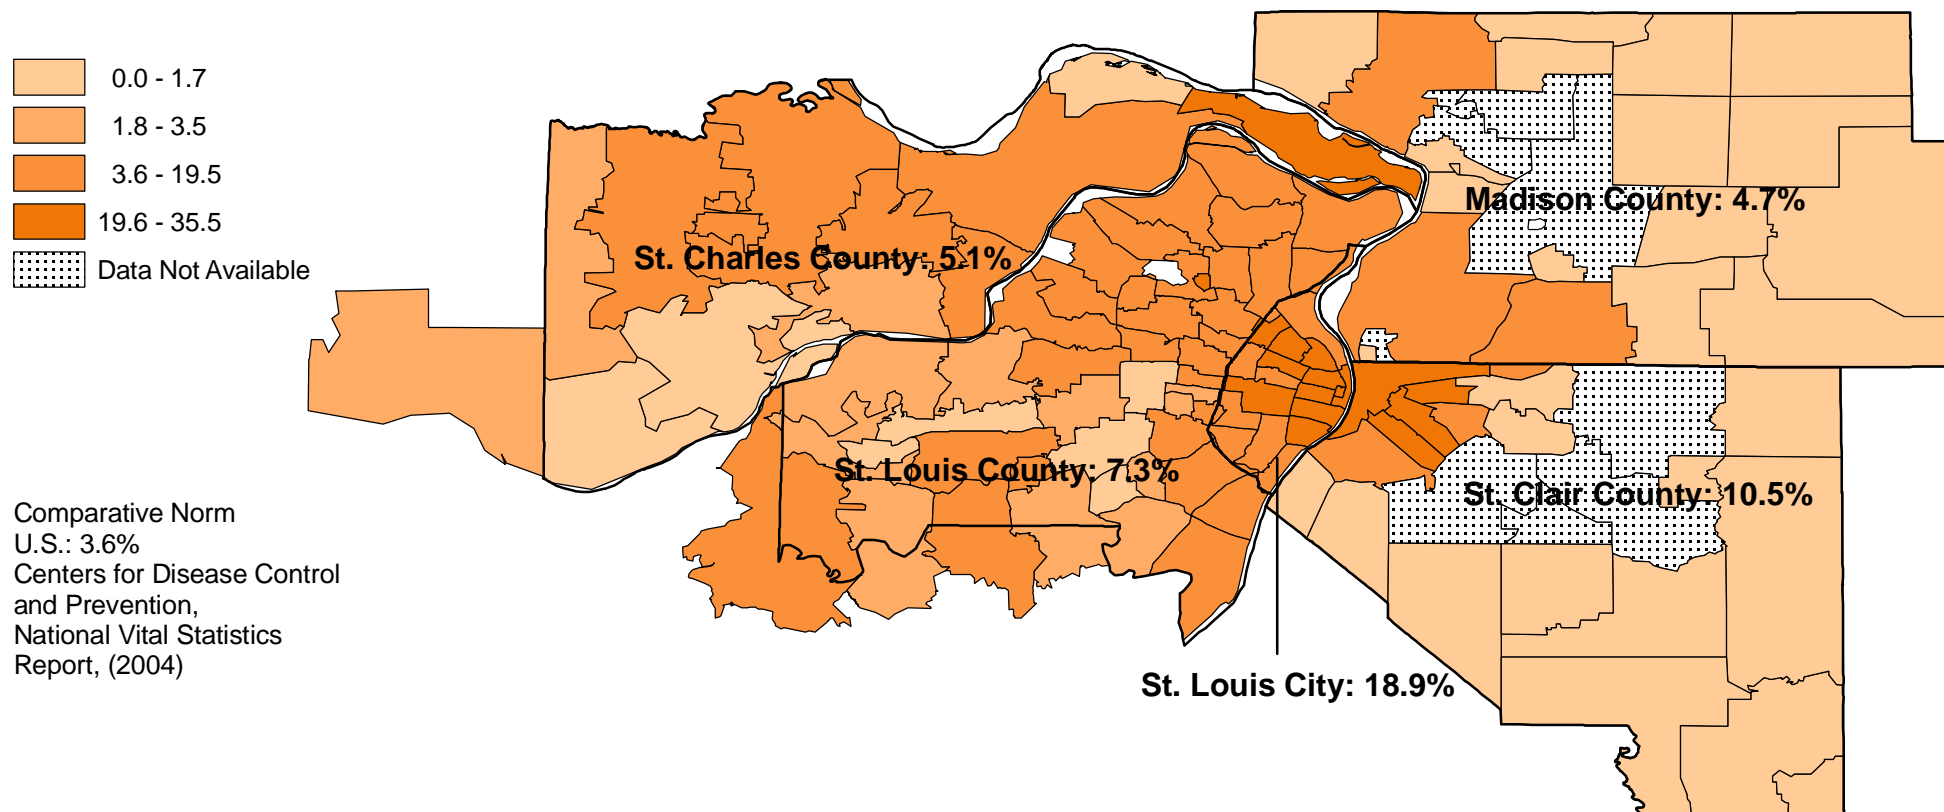 0.0 - 1.7
1.8 - 3.5
3.6 - 19.5
19.6 - 35.5
Data Not Available
Madison County: 4.7%
St. Charles County: 5.1%
St. Louis County: 7.3%
St. Clair County: 10.5%
St. Louis City: 18.9%
Comparative Norm
U.S.: 3.6%
Centers for Disease Control
and Prevention,
National Vital Statistics
Report, (2004)